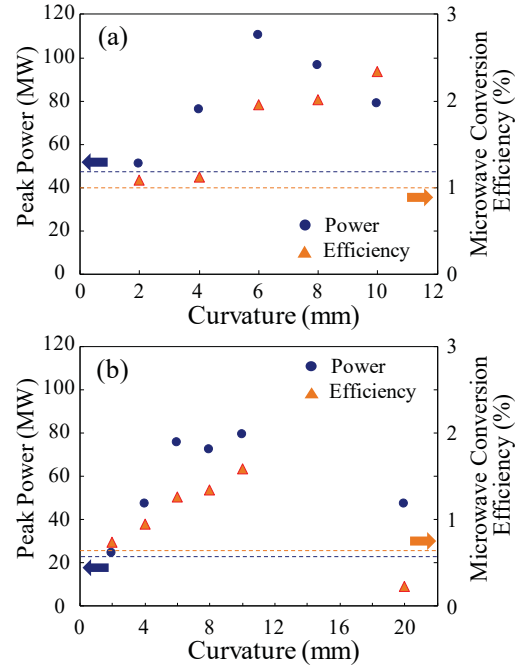 (a)
Peak Power (MW)
120
100
80
60
40
20
0
3
2
1
0
Microwave Conversion
Efficiency (%)
Power
Efficiency
0 2 4 6 8 10 12
Curvature (mm)
(b)
Peak Power (MW)
120
100
80
60
40
20
0
3
2
1
0
Microwave Conversion
Efficiency (%)
Power
Efficiency
0 4 8 12 16 20
Curvature (mm)